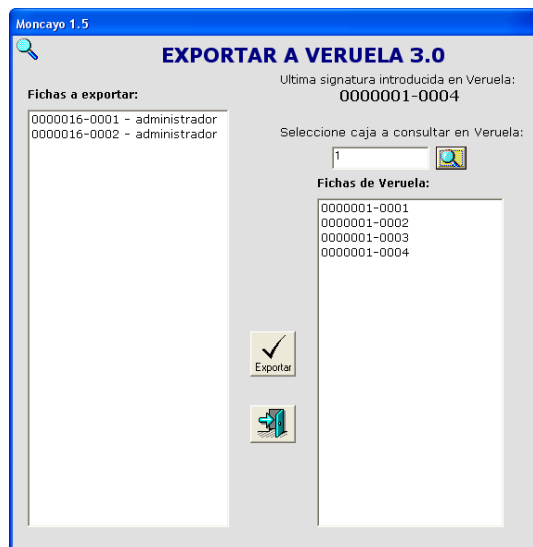 Moncayo 1.5
EXPORTAR A VERUELA 3.0
Ultima signatura introducida en Veruela:
0000001-0004
Fichas a exportar:
0000016-0001 - administrador
0000016-0002 - administrador
Seleccione caja a consultar en Veruela:
1
Fichas de Veruela:
0000001-0001
0000001-0002
0000001-0003
0000001-0004
Exportar